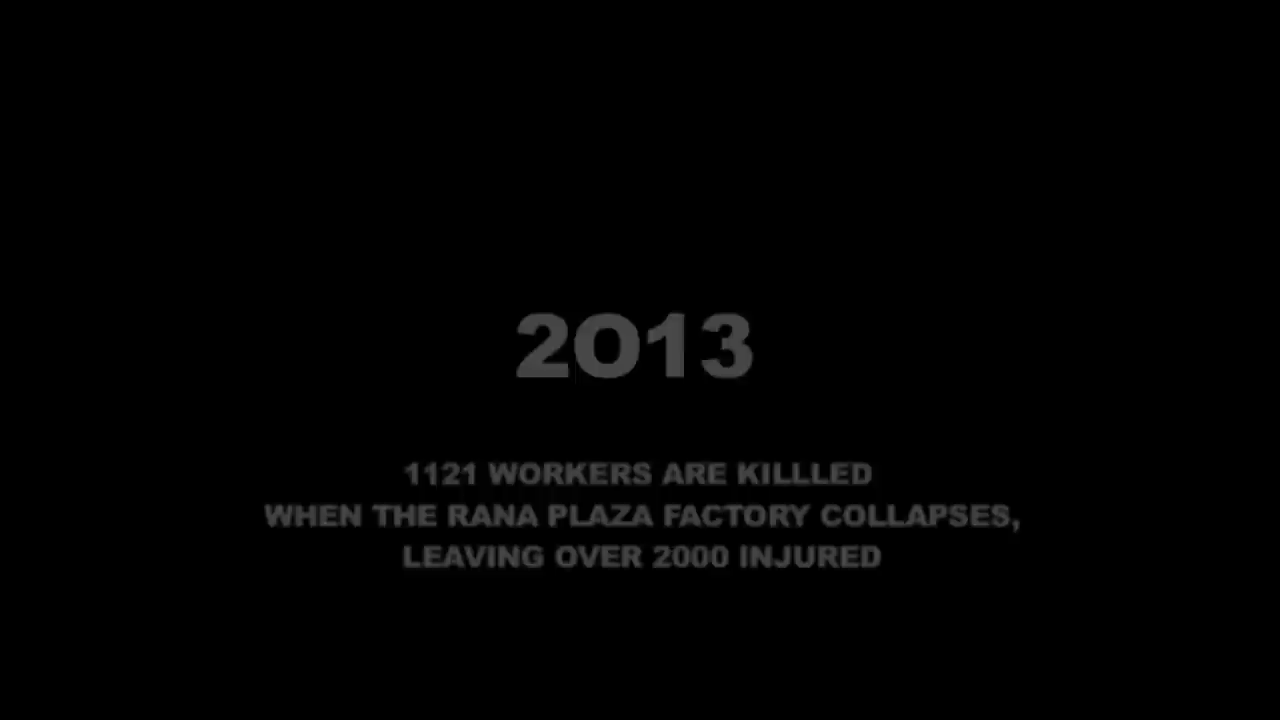 2013
1121 WORKERS ARE KILLLED
WHEN THE RANA PLAZA FACTORY COLLAPSES,
LEAVING OVER 2000 INJURED